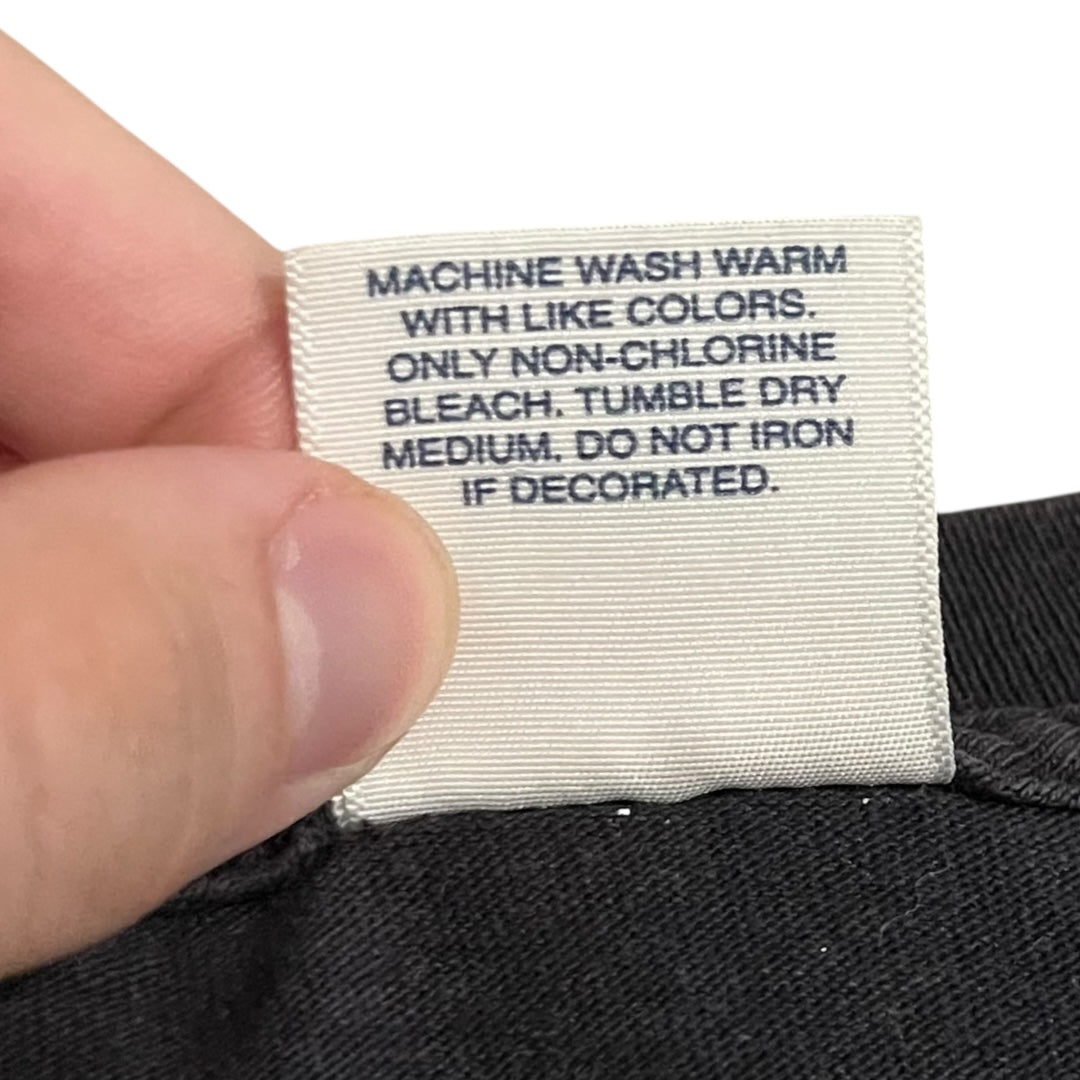 MACHINE WASH WARM
WITH LIKE COLORS.
ONLY NON-CHLORINE
BLEACH. TUMBLE DRY
MEDIUM. DO NOT IRON
IF DECORATED.